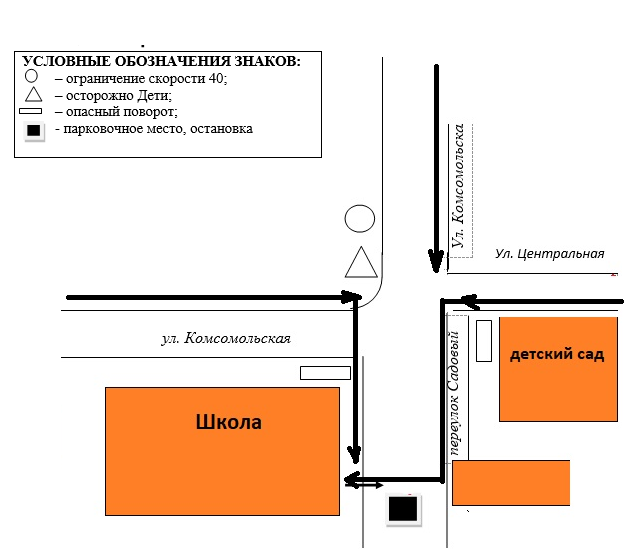 УСЛОВНЫЕ ОБОЗНАЧЕНИЯ ЗНАКОВ:
– ограничение скорости 40;
– осторожно Дети;
– опасный поворот;
- парковочное место, остановка
Ул. Комсомольска
Ул. Центральная
ул. Комсомольская
переулок Садовый
детский сад
Школа